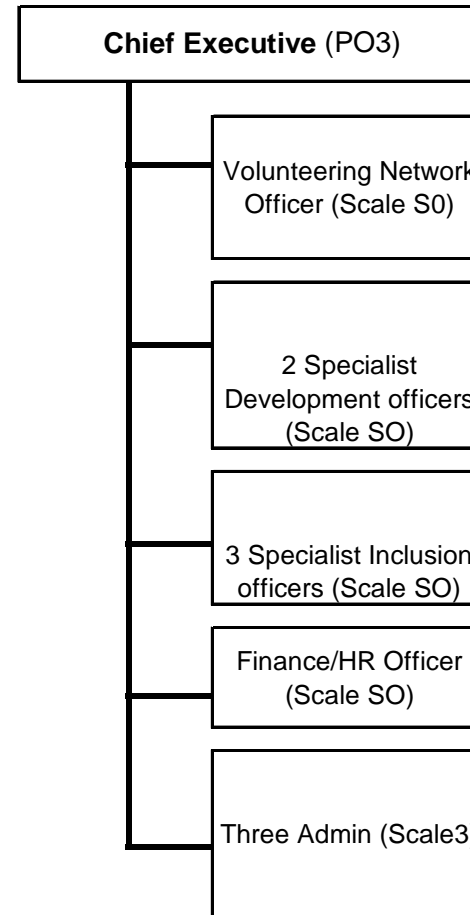 Chief Executive (PO3)
Volunteering Network
Officer (Scale S0)
2 Specialist
Development officers
(Scale SO)
3 Specialist Inclusion
officers (Scale SO)
Finance/HR Officer
(Scale SO)
Three Admin (Scale3